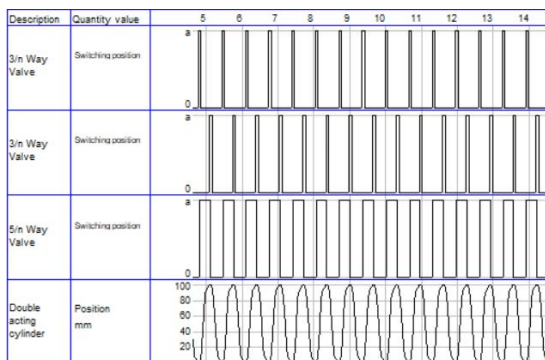 Description Quantity value 5 6 7 8 9 10 11 12 13 14
3/n Way
Valve
Switching position
a
0
3/n Way
Valve
Switching position
a
0
5/n Way
Valve
Switching position
a
0
Double
acting
cylinder
Position
mm
100
80
60
40
20